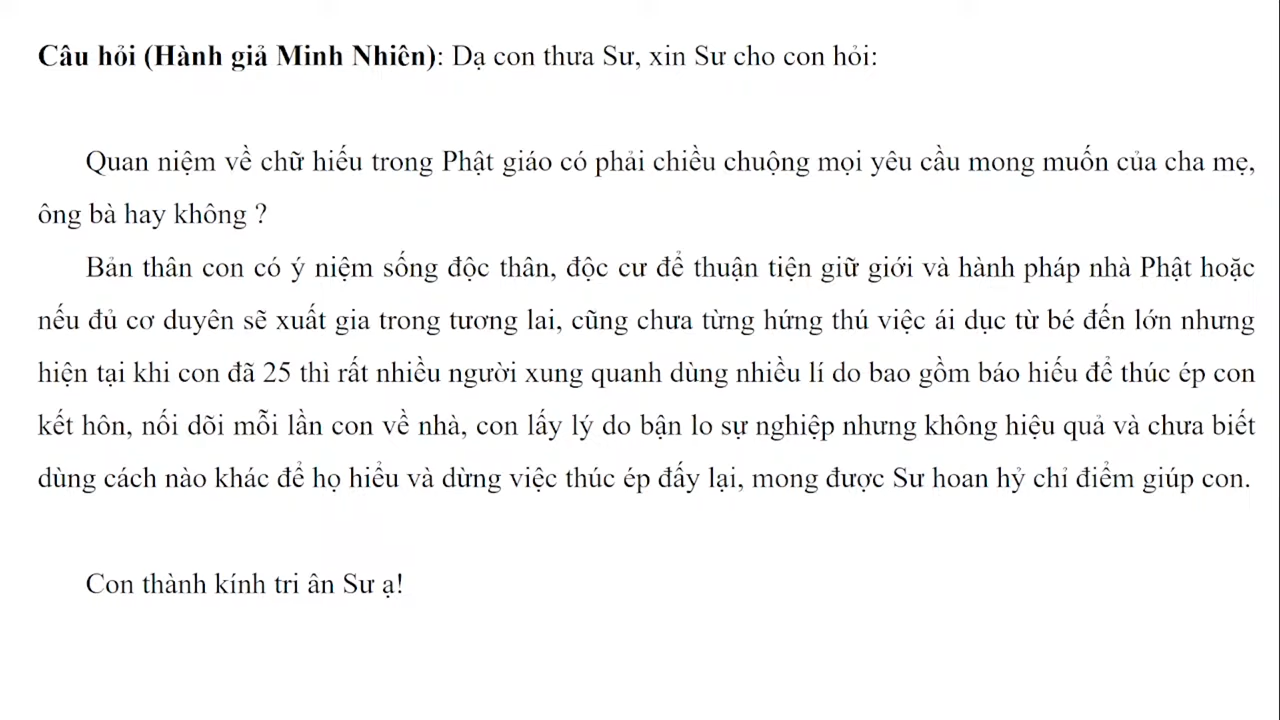 Câu hỏi (Hành giả Minh Nhiên): Dạ con thưa Sư, xin Sư cho con hỏi:
Quan niệm về chữ hiếu trong Phật giáo có phải chiều chuộng mọi yêu cầu mong muốn của cha mẹ,
ông bà hay không ?
Bản thân con có ý niệm sống độc thân, độc cư để thuận tiện giữ giới và hành pháp nhà Phật hoặc
nếu đủ cơ duyên sẽ xuất gia trong tương lai, cũng chưa từng hứng thú việc ái dục từ bé đến lớn nhưng
hiện tại khi con đã 25 thì rất nhiều người xung quanh dùng nhiều lí do bao gồm báo hiếu để thúc ép con
kết hôn, nối dõi mỗi lần con về nhà, con lấy lý do bận lo sự nghiệp nhưng không hiệu quả và chưa biết
dùng cách nào khác để họ hiểu và dừng việc thúc ép đấy lại, mong được Sư hoan hỷ chỉ điểm giúp con.
Con thành kính tri ân Sư ạ!